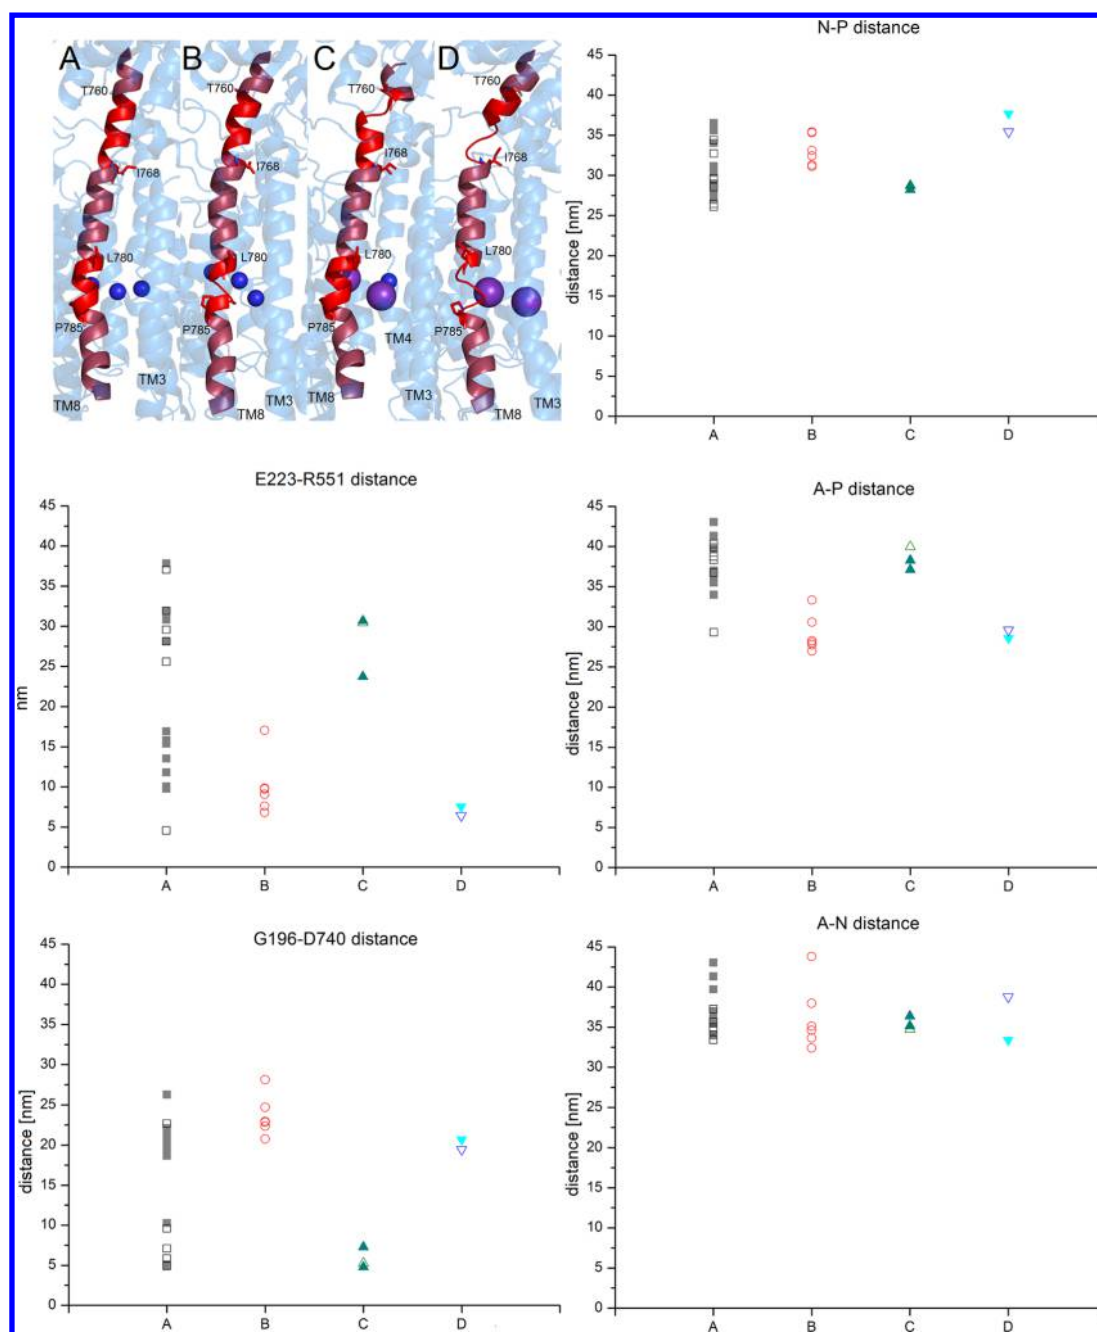 A B C D
T760 T760 T760 T760
I768 I768 I768 I768
L780 L780 L780 L780
P785 P785 P785 P785
TM4
TM3 TM3 TM3 TM3
TM8 TM8 TM8 TM8
N-P distance
distance [nm]
45
40
35
30
25
20
15
10
5
0
A B C D
E223-R551 distance
nm
45
40
35
30
25
20
15
10
5
0
A B C D
A-P distance
distance [nm]
45
40
35
30
25
20
15
10
5
0
A B C D
G196-D740 distance
distance [nm]
45
40
35
30
25
20
15
10
5
0
A B C D
A-N distance
distance [nm]
45
40
35
30
25
20
15
10
5
0
A B C D